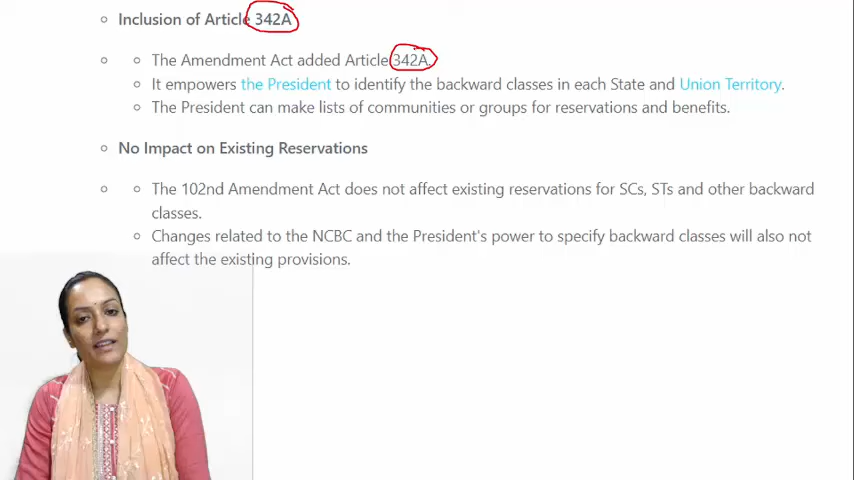 Inclusion of Article 342A
The Amendment Act added Article 342A.
It empowers the President to identify the backward classes in each State and Union Territory.
The President can make lists of communities or groups for reservations and benefits.
No Impact on Existing Reservations
The 102nd Amendment Act does not affect existing reservations for SCs, STs and other backward
classes.
Changes related to the NCBC and the President's power to specify backward classes will also not
affect the existing provisions.